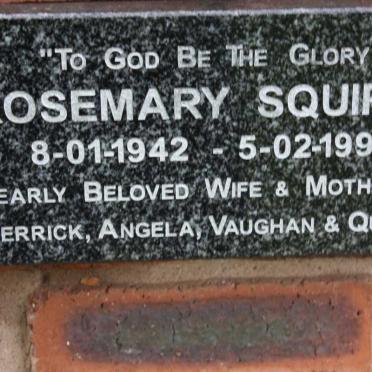 "To God Be The Glory
OSEMARY SQUI
8-01-1942 - 5-02-199
EARLY BELOVED WIFE & MOTH
ERRICK, ANGELA, VAUGHAN & Q